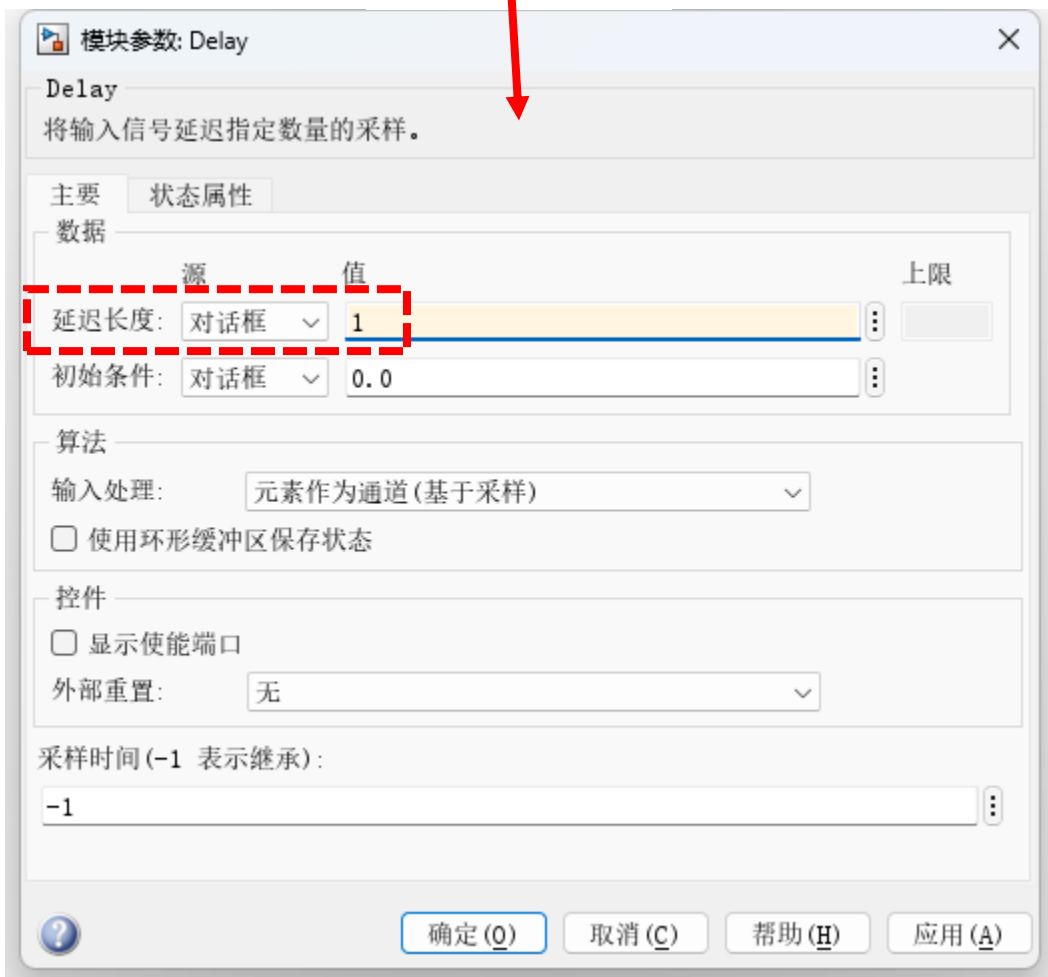 模块参数: Delay
Delay
将输入信号延迟指定数量的采样。
主要 状态属性
数据
源 值 上限
延迟长度: 对话框 1
初始条件: 对话框 0.0
算法
输入处理: 元素作为通道(基于采样)
使用环形缓冲区保存状态
控件
显示使能端口
外部重置: 无
采样时间(-1 表示继承):
-1
确定(O) 取消(C) 帮助(H) 应用(A)